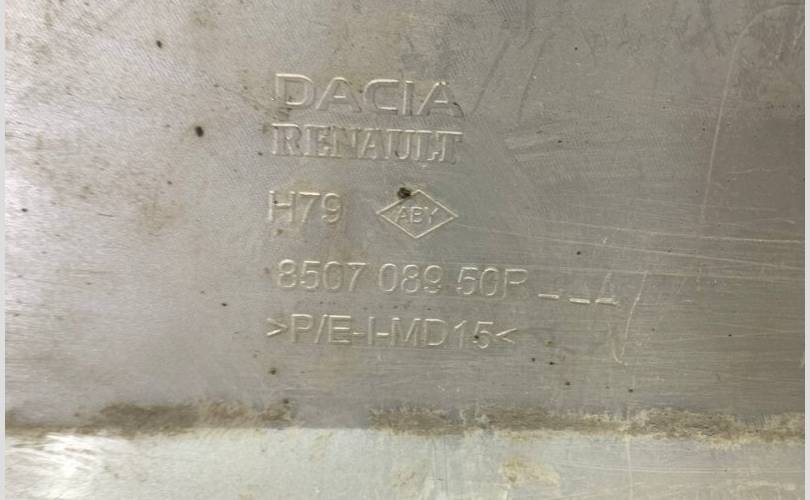 DACIA
RENAULT
H79 ABY
8507 089 50R _ _ _
>P/E-I-MD15<